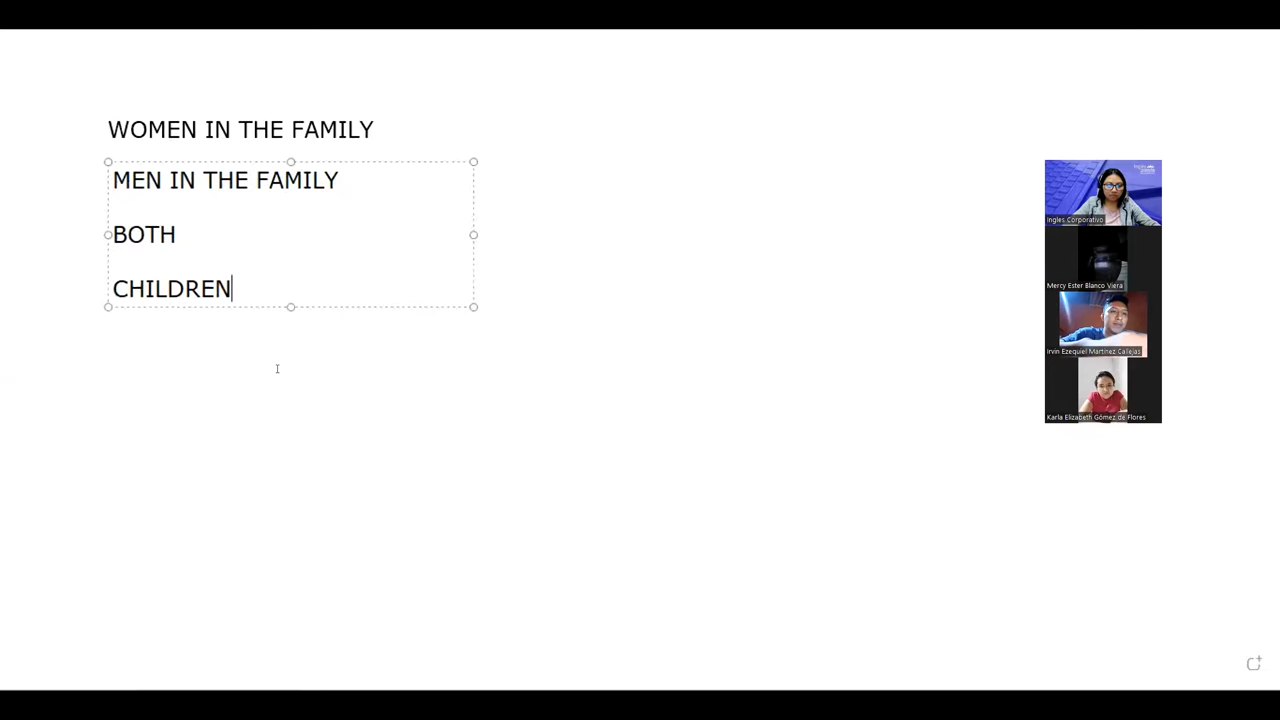 WOMEN IN THE FAMILY
MEN IN THE FAMILY
BOTH
CHILDREN
Ingles Corporativo
Mercy Ester Blanco Viera
Irvin Ezequiel Martínez Callejas
Karla Elizabeth Gómez de Flores